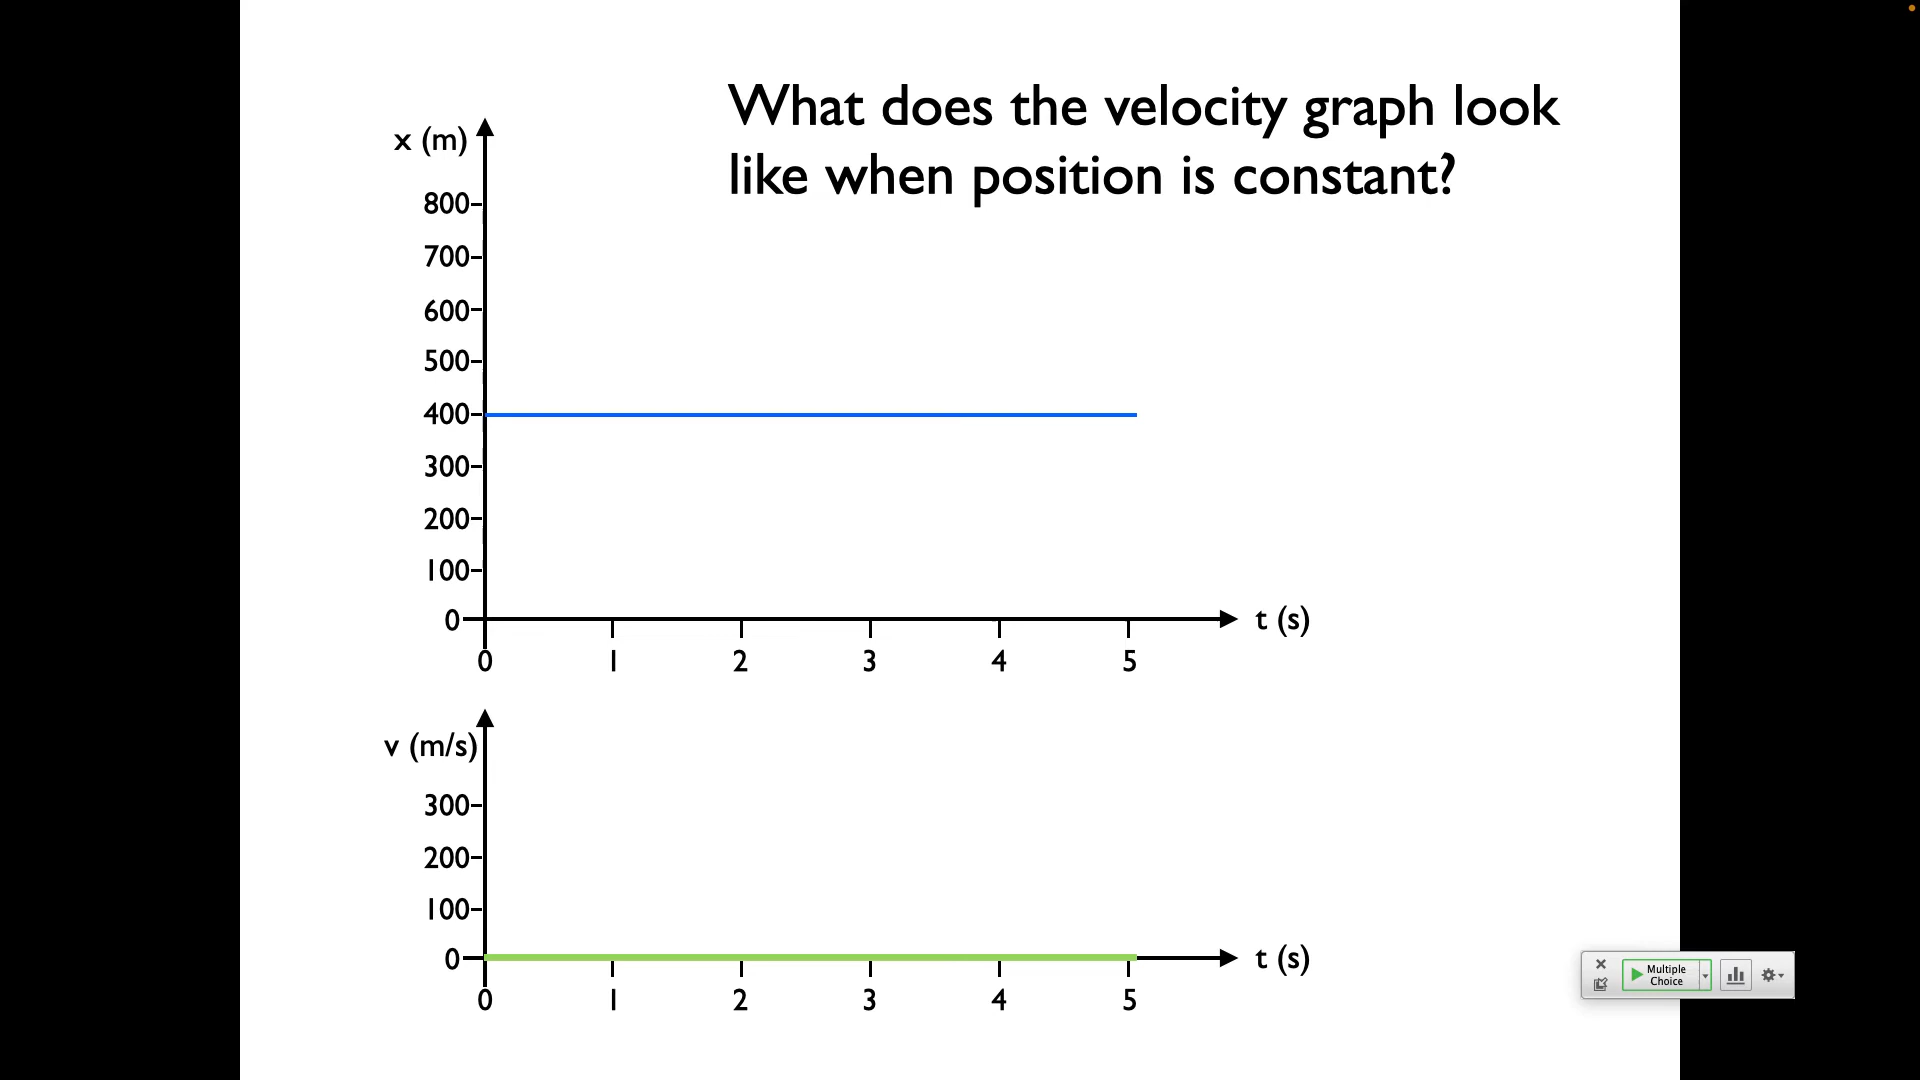 What does the velocity graph look
like when position is constant?
x (m)
800
700
600
500
400
300
200
100
0
t (s)
0 1 2 3 4 5
v (m/s)
300
200
100
0
t (s)
0 1 2 3 4 5
Multiple
Choice